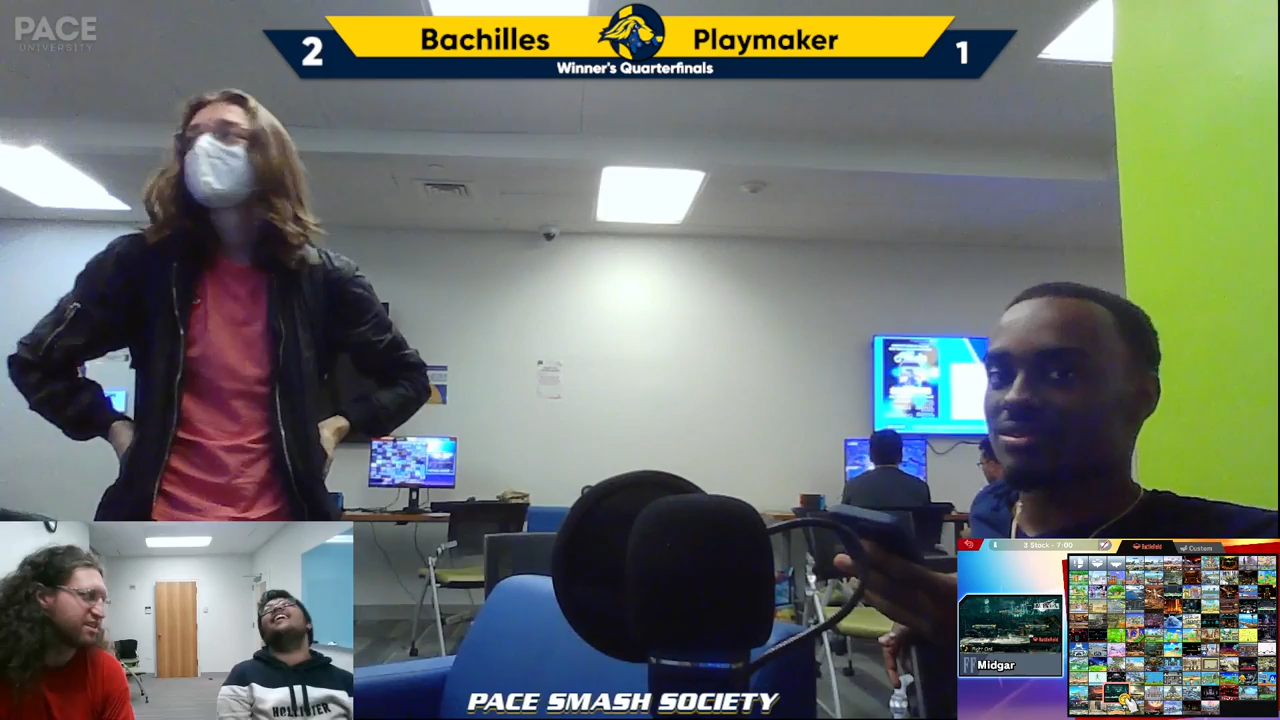 PACE
UNIVERSITY
2
Bachilles
Playmaker
1
Winner's Quarterfinals
HOLLISTER
3 Stock - 7:00
Battlefield
Custom
Battlefield
Midgar
PACE SMASH SOCIETY